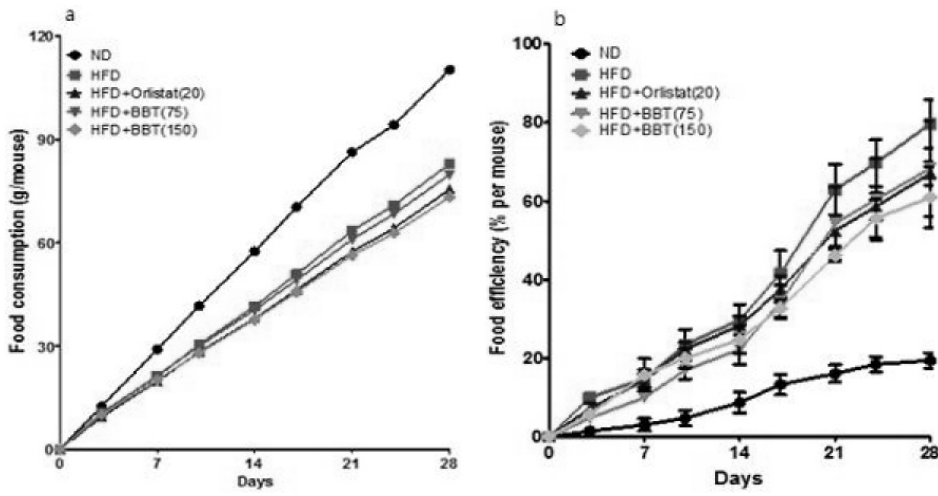 a
Food consumption (g/mouse)
120
90
60
30
0
ND
HFD
HFD+Orlistat(20)
HFD+BBT(75)
HFD+BBT(150)
0 7 14 21 28
Days
b
Food efficiency (% per mouse)
100
80
60
40
20
0
ND
HFD
HFD+Orlistat(20)
HFD+BBT(75)
HFD+BBT(150)
0 7 14 21 28
Days